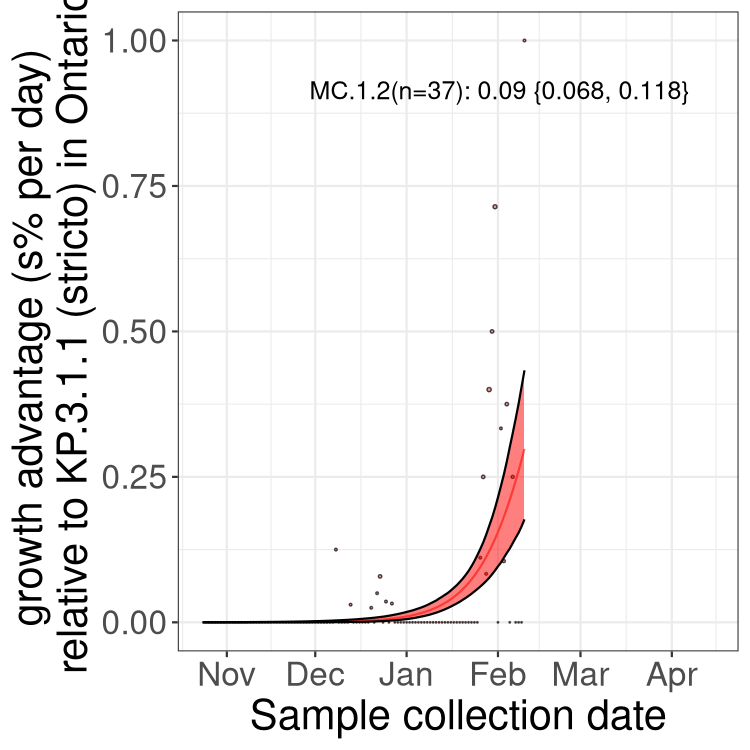 growth advantage (s% per day)
relative to KP.3.1.1 (stricto) in Ontario
1.00
0.75
0.50
0.25
0.00
MC.1.2(n=37): 0.09 {0.068, 0.118}
Nov Dec Jan Feb Mar Apr
Sample collection date